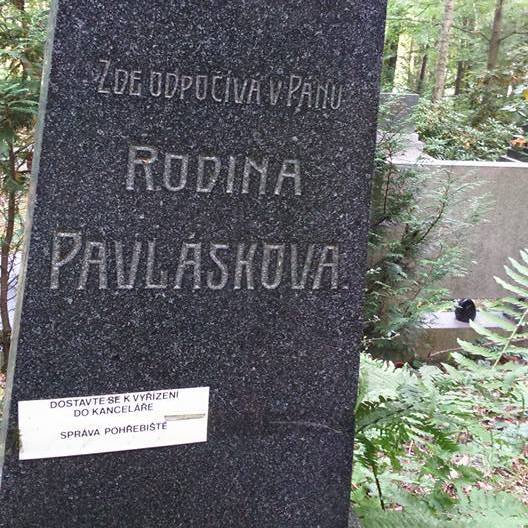 ZDE ODPOČÍVÁ V PÁNU
RODINA
PAVLÁSKOVA.
DOSTAVTE SE K VYŘÍZENÍ
DO KANCELÁŘE
SPRÁVA POHŘEBIŠTĚ